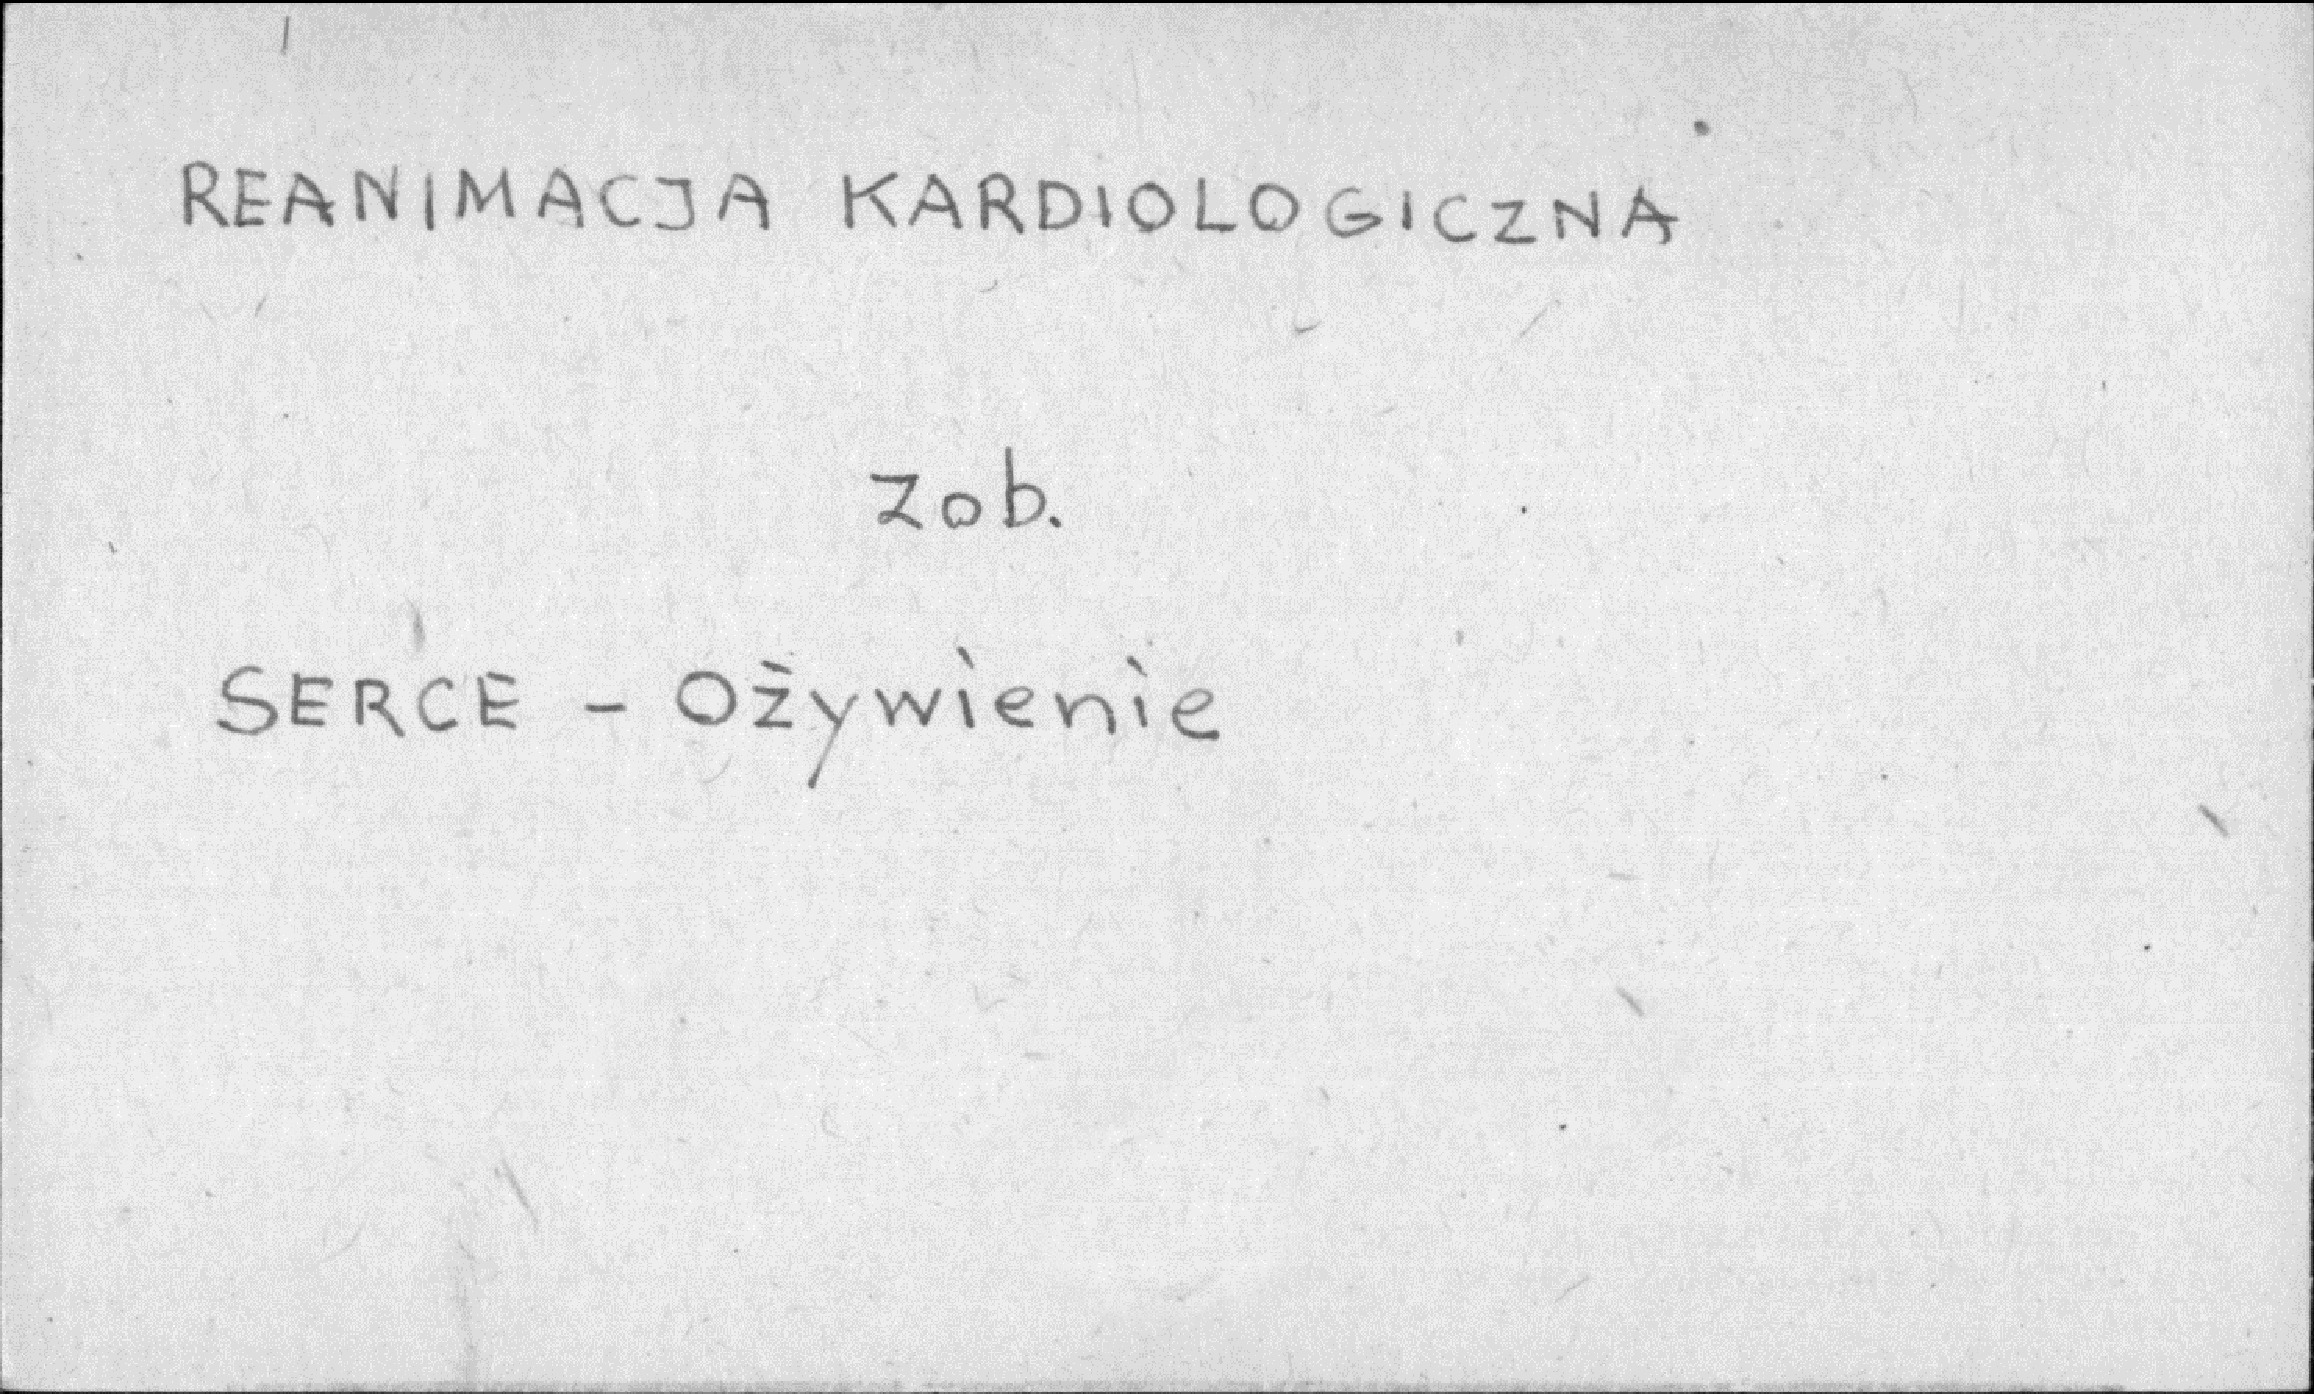 REANIMACJA KARDIOLOGICZNA
zob.
SERCE - Ożywienie